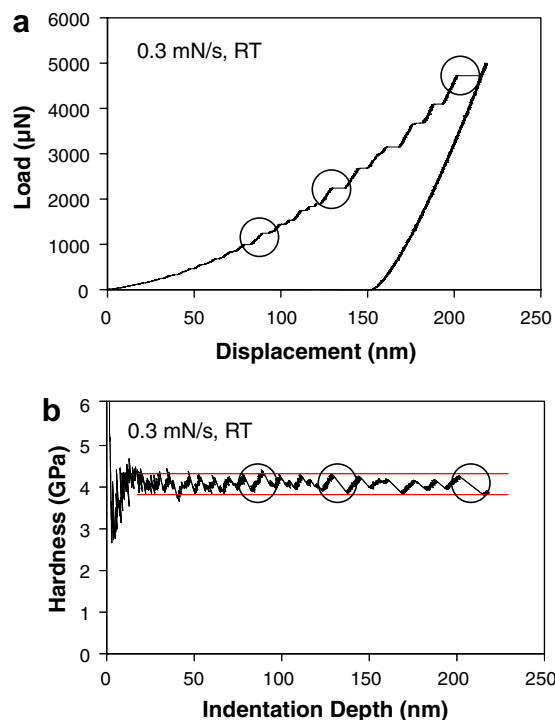 a
0.3 mN/s, RT
6000
5000
4000
3000
2000
1000
0
Load (µN)
0 50 100 150 200 250
Displacement (nm)
b
0.3 mN/s, RT
6
5
4
3
2
1
0
Hardness (GPa)
0 50 100 150 200 250
Indentation Depth (nm)